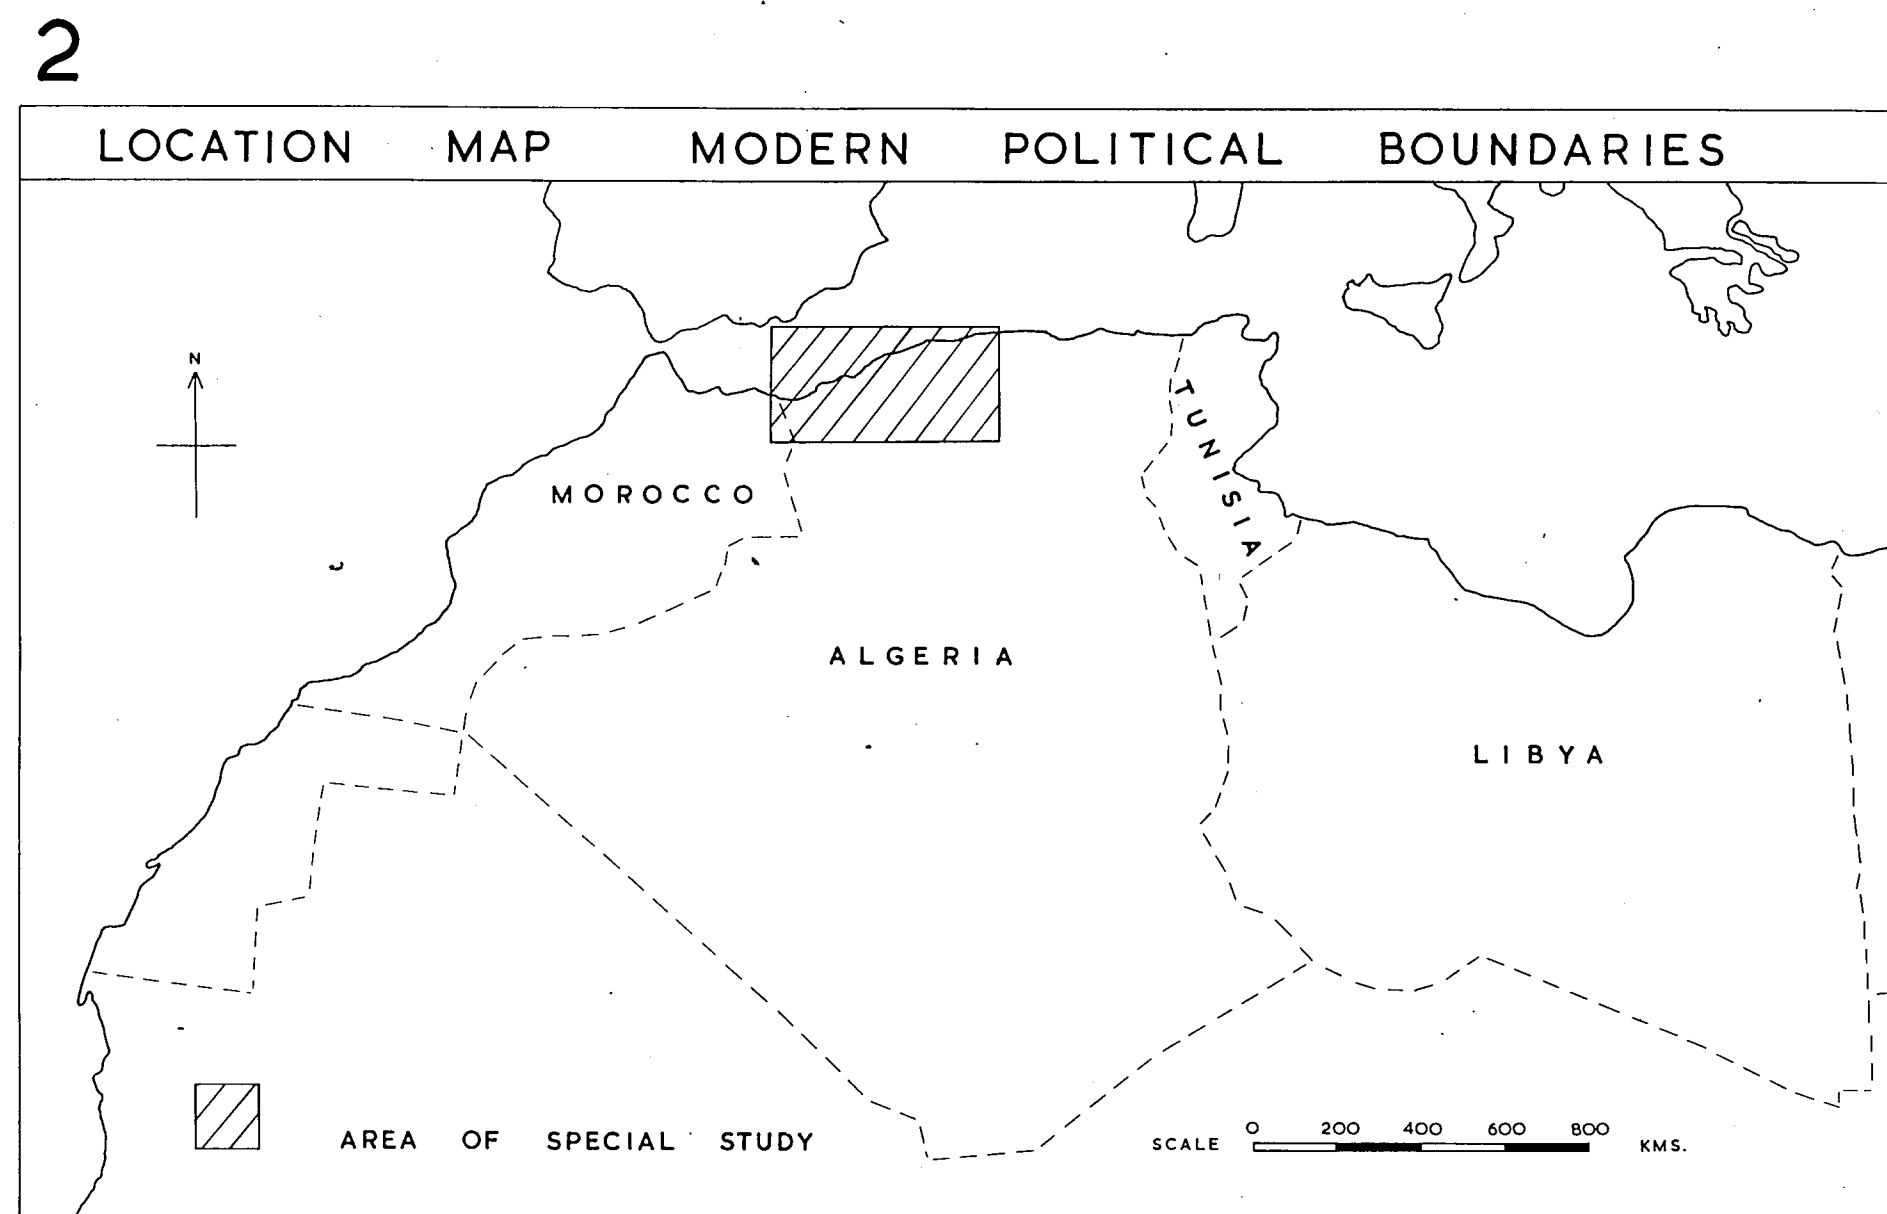 2
LOCATION MAP MODERN POLITICAL BOUNDARIES
N
TUNISIA
MOROCCO
ALGERIA
LIBYA
AREA OF SPECIAL STUDY
SCALE 0 200 400 600 800 KMS.